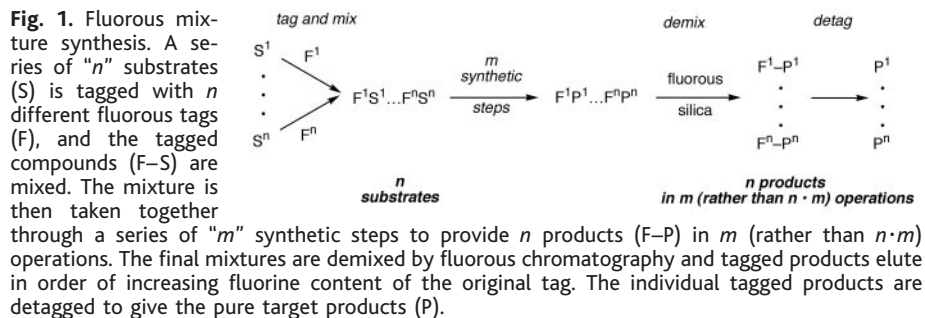 Fig. 1. Fluorous mix-
ture synthesis. A se-
ries of “n” substrates
(S) is tagged with n
different fluorous tags
(F), and the tagged
compounds (F–S) are
mixed. The mixture is
then taken together
through a series of “m” synthetic steps to provide n products (F–P) in m (rather than n·m)
operations. The final mixtures are demixed by fluorous chromatography and tagged products elute
in order of increasing fluorine content of the original tag. The individual tagged products are
detagged to give the pure target products (P).
tag and mix
S¹
F¹
Sⁿ
Fⁿ
F¹S¹...FⁿSⁿ
m
synthetic
steps
F¹P¹...FⁿPⁿ
demix
fluorous
silica
F¹–P¹
Fⁿ–Pⁿ
detag
P¹
Pⁿ
n
substrates
n products
in m (rather than n · m) operations